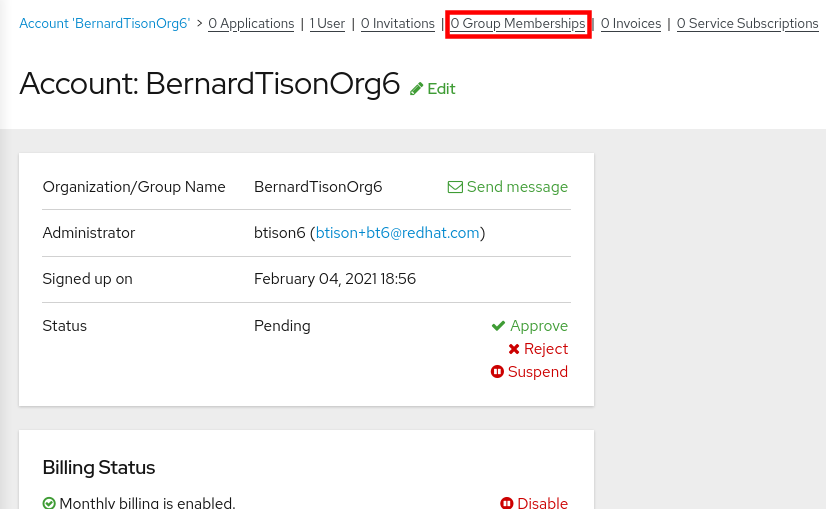 Account 'BernardTisonOrg6' > 0 Applications | 1 User | 0 Invitations | 0 Group Memberships | 0 Invoices | 0 Service Subscriptions
Account: BernardTisonOrg6 Edit
Organization/Group Name BernardTisonOrg6 Send message
Administrator btison6 (btison+bt6@redhat.com)
Signed up on February 04, 2021 18:56
Status Pending Approve
Reject
Suspend
Billing Status
Monthly billing is enabled. Disable